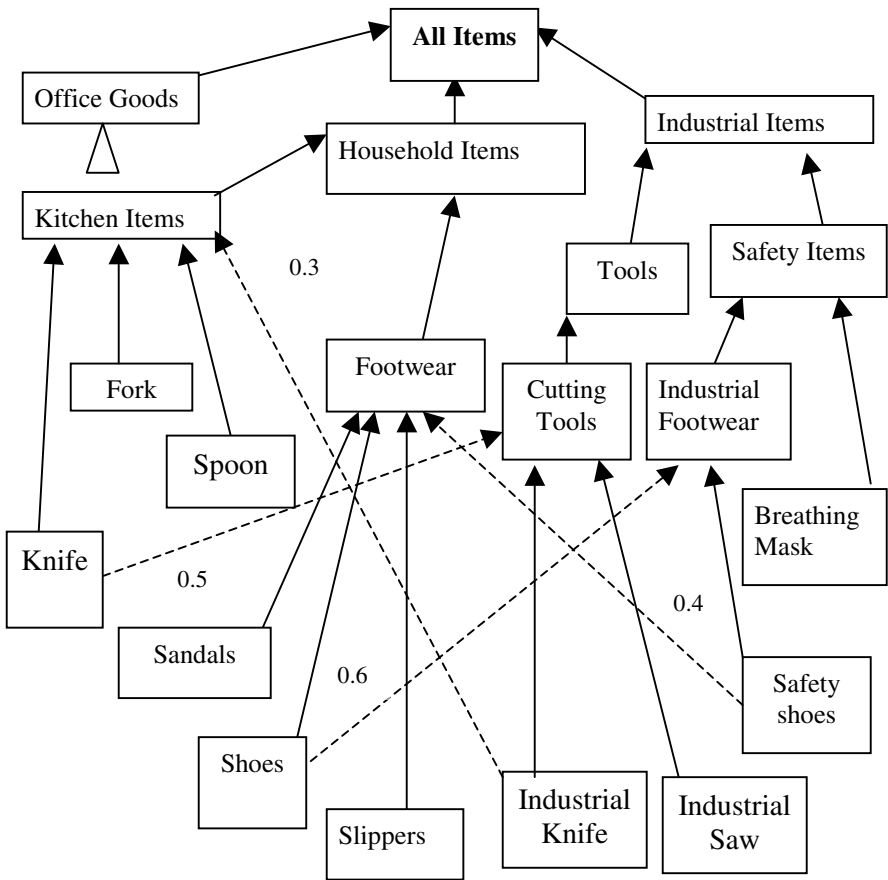 All Items
Office Goods
Industrial Items
Household Items
Kitchen Items
Safety Items
Tools
0.3
Footwear
Cutting
Tools
Industrial
Footwear
Fork
Spoon
Breathing
Mask
Knife
0.5
0.4
Sandals
0.6
Safety
shoes
Shoes
Industrial
Knife
Industrial
Saw
Slippers